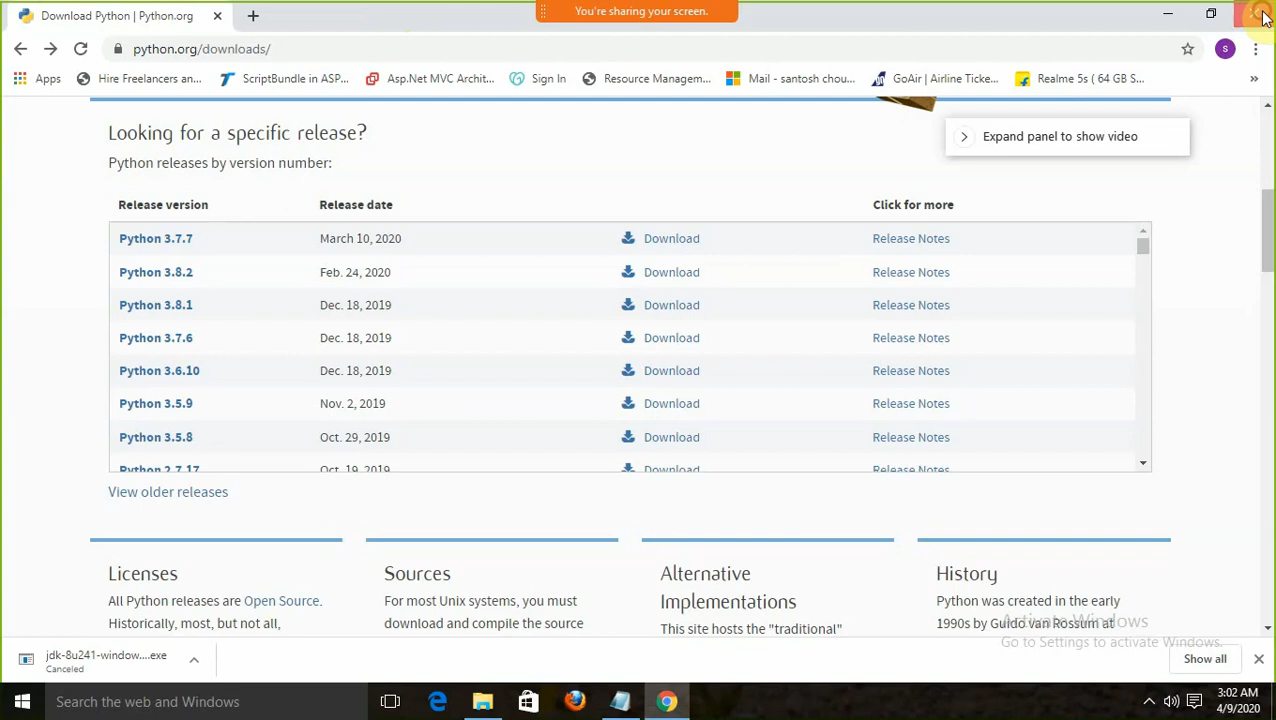 Download Python | Python.org
You're sharing your screen.
python.org/downloads/
S
Apps
Hire Freelancers an...
ScriptBundle in ASP...
Asp.Net MVC Archit...
Sign In
Resource Managem...
Mail - santosh chou...
GoAir | Airline Ticke...
Realme 5s ( 64 GB S...
»
Expand panel to show video
Looking for a specific release?
Python releases by version number:
Release version Release date Click for more
Python 3.7.7 March 10, 2020 Download Release Notes
Python 3.8.2 Feb. 24, 2020 Download Release Notes
Python 3.8.1 Dec. 18, 2019 Download Release Notes
Python 3.7.6 Dec. 18, 2019 Download Release Notes
Python 3.6.10 Dec. 18, 2019 Download Release Notes
Python 3.5.9 Nov. 2, 2019 Download Release Notes
Python 3.5.8 Oct. 29, 2019 Download Release Notes
Python 2.7.17 Oct. 19, 2019 Download Release Notes
View older releases
Licenses
All Python releases are Open Source.
Historically, most, but not all,
Sources
For most Unix systems, you must
download and compile the source
Alternative
Implementations
This site hosts the "traditional"
History
Python was created in the early
1990s by Guido van Rossum at
Activate Windows
Go to Settings to activate Windows.
jdk-8u241-window....exe
Canceled
Show all
Search the web and Windows
3:02 AM
4/9/2020